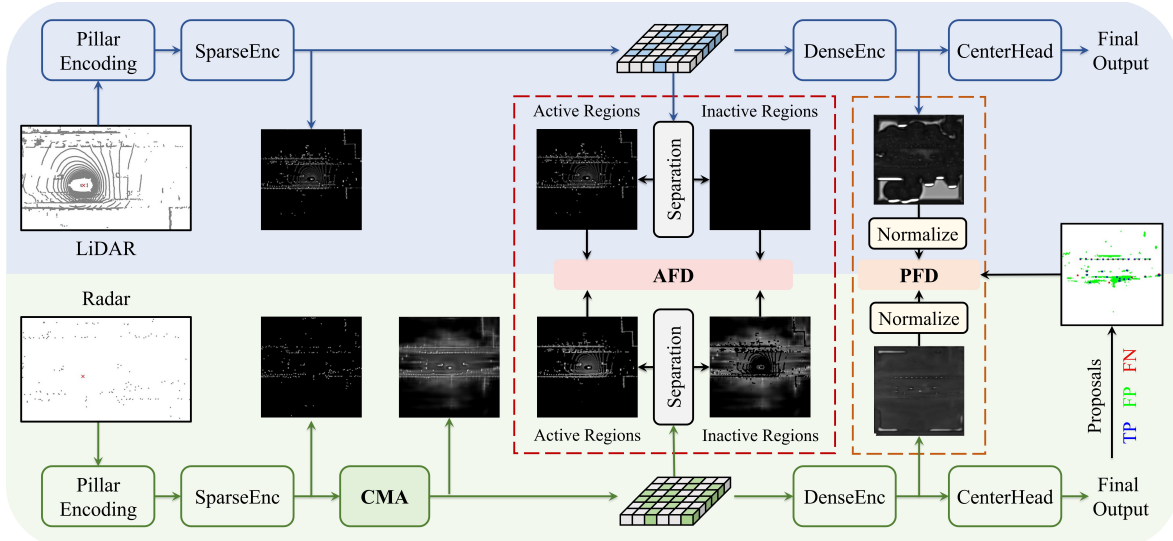 Pillar
Encoding
SparseEnc
DenseEnc
CenterHead
Final
Output
Active Regions
Inactive Regions
Separation
LiDAR
Normalize
AFD
PFD
Radar
Normalize
Separation
Active Regions
Inactive Regions
Proposals
TP FP FN
Pillar
Encoding
SparseEnc
CMA
DenseEnc
CenterHead
Final
Output